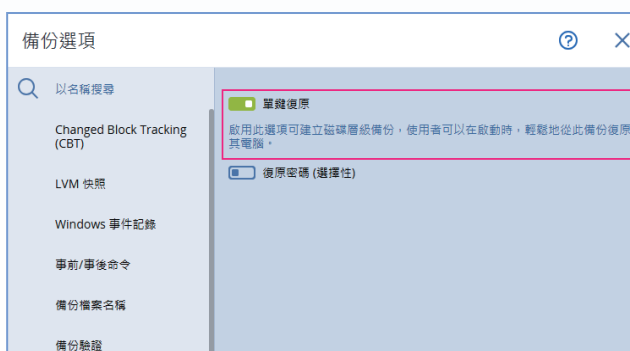 備份選項
以名稱搜尋
Changed Block Tracking
(CBT)
LVM 快照
Windows 事件記錄
事前/事後命令
備份檔案名稱
備份驗證
單鍵復原
啟用此選項可建立磁碟層級備份，使用者可以在啟動時，輕鬆地從此備份復原
其電腦。
復原密碼 (選擇性)